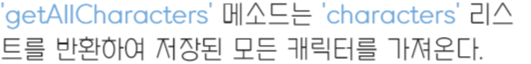 'getAllCharacters' 메소드는 'characters' 리스
트를 반환하여 저장된 모든 캐릭터를 가져온다.